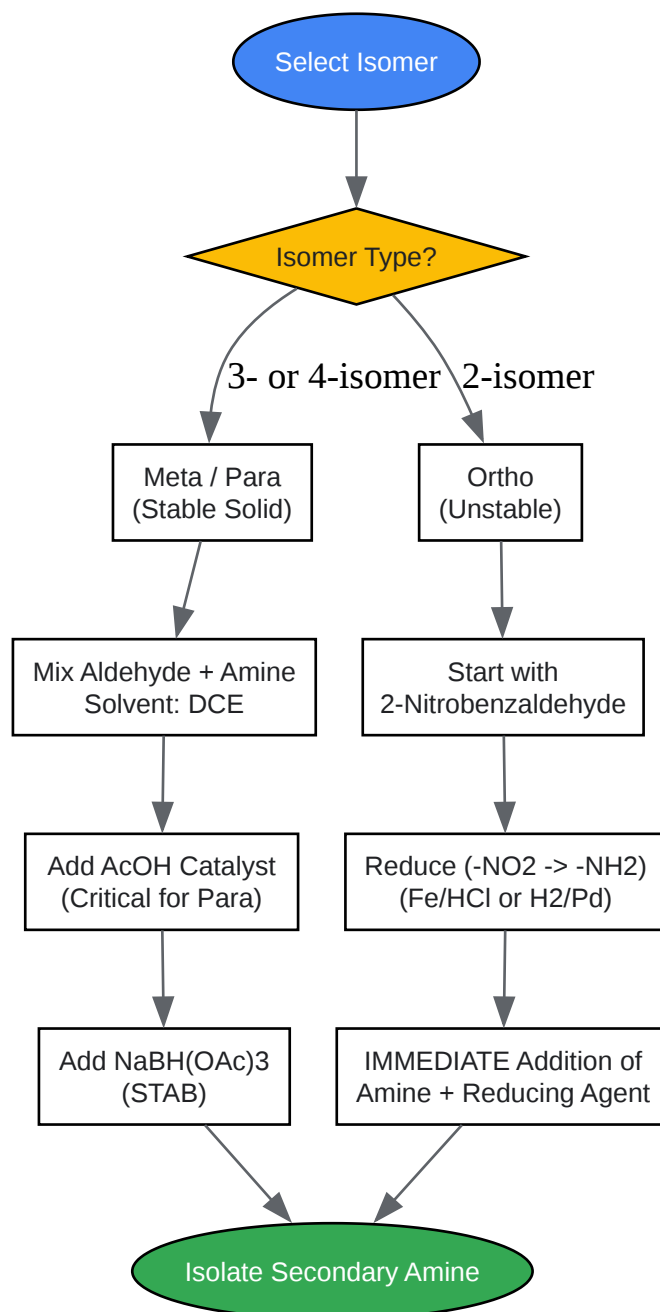 Select Isomer
Isomer Type?
3- or 4-isomer
2-isomer
Meta / Para
(Stable Solid)
Ortho
(Unstable)
Mix Aldehyde + Amine
Solvent: DCE
Start with
2-Nitrobenzaldehyde
Add AcOH Catalyst
(Critical for Para)
Reduce (-NO2 -> -NH2)
(Fe/HCl or H2/Pd)
Add NaBH(OAc)3
(STAB)
IMMEDIATE Addition of
Amine + Reducing Agent
Isolate Secondary Amine